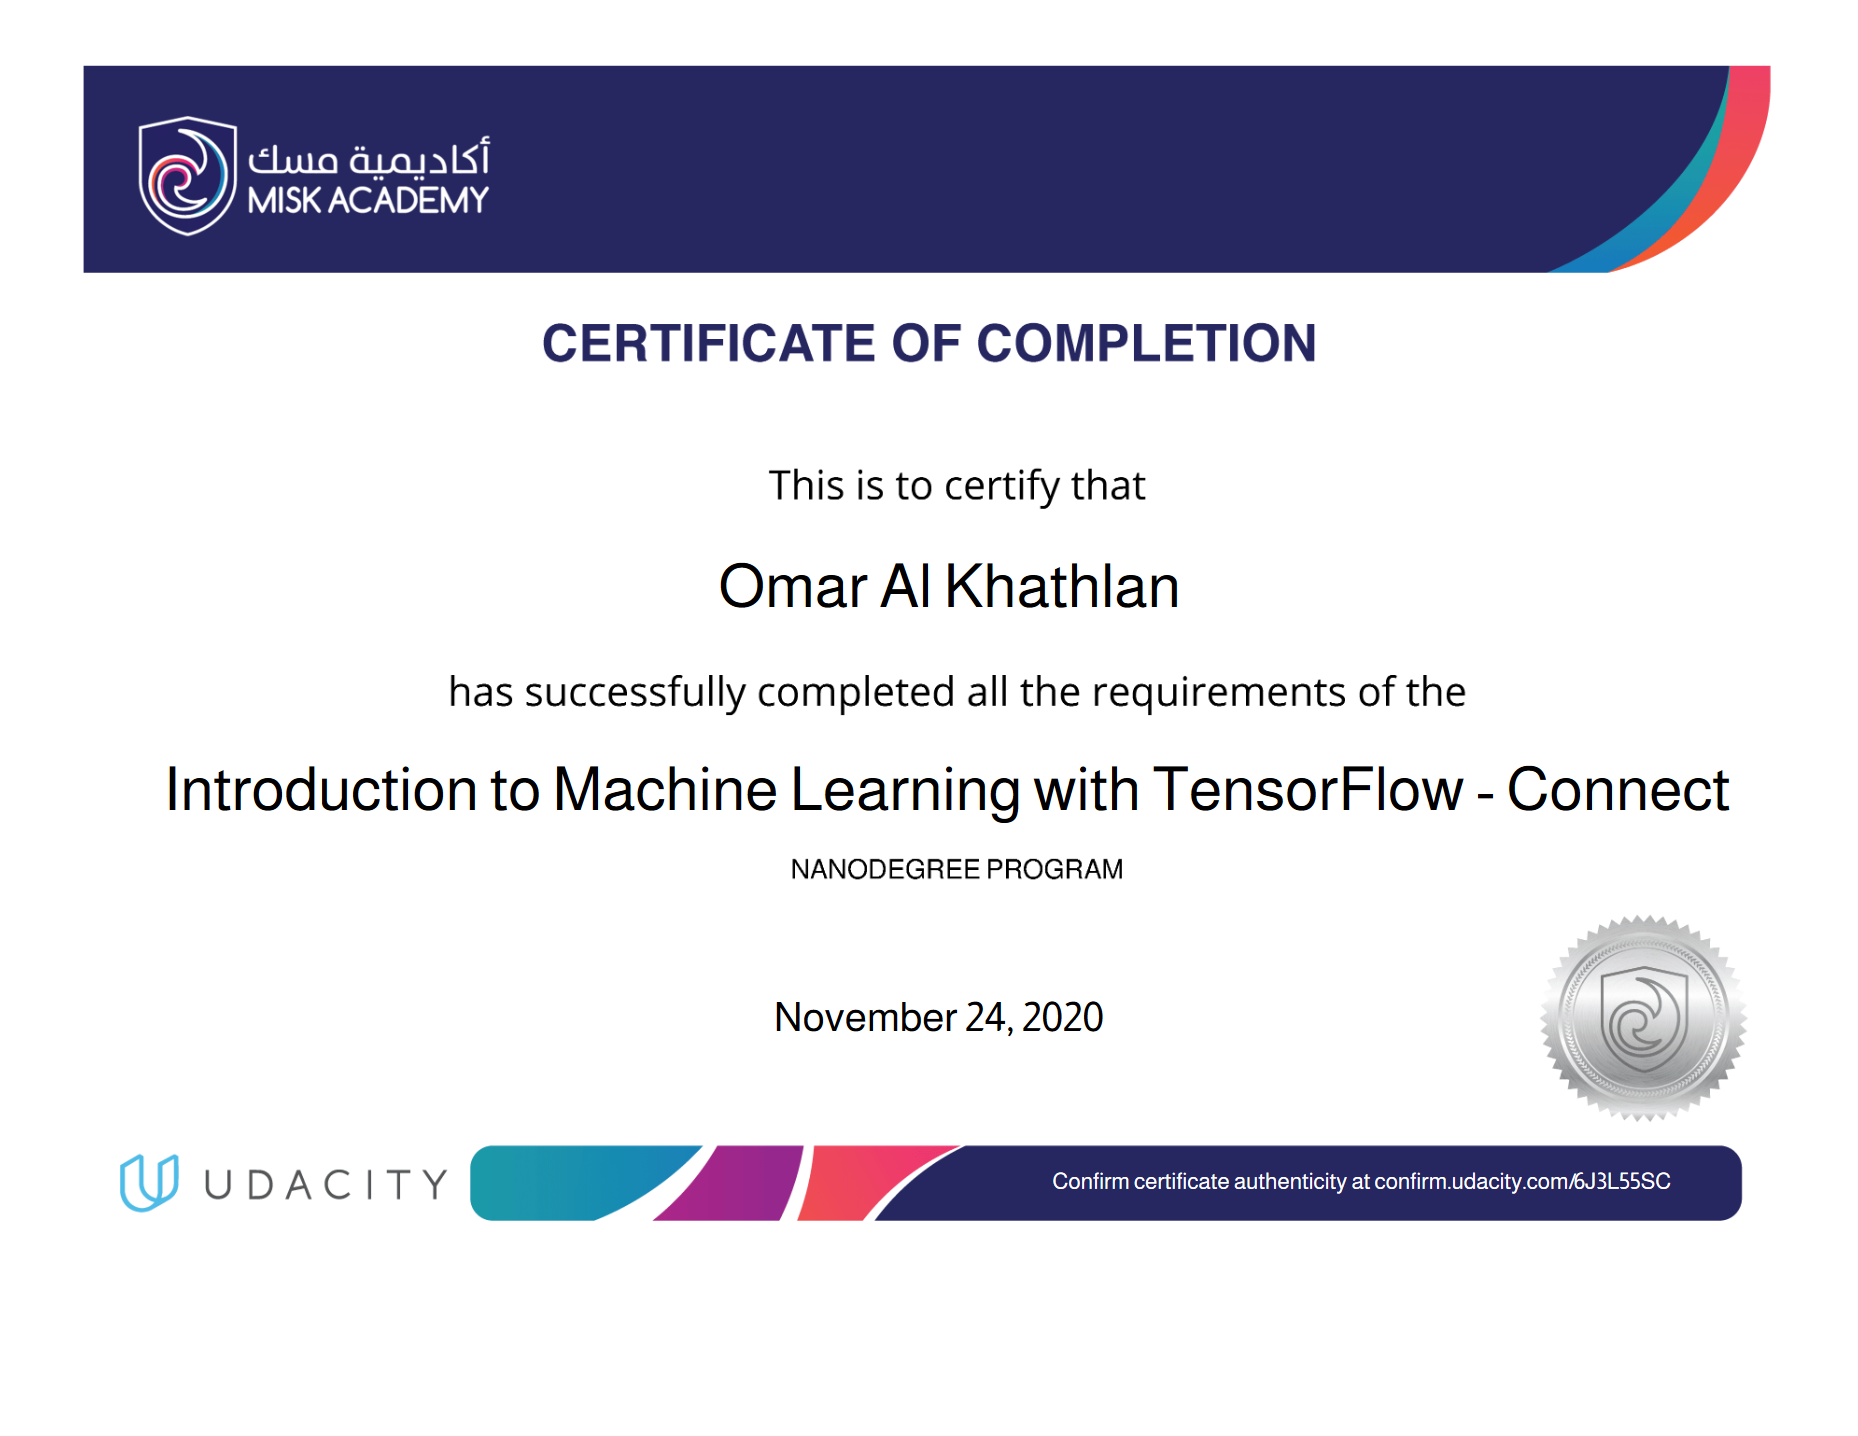 أكاديمية مسك
MISK ACADEMY
CERTIFICATE OF COMPLETION
This is to certify that
Omar Al Khathlan
has successfully completed all the requirements of the
Introduction to Machine Learning with TensorFlow - Connect
NANODEGREE PROGRAM
November 24, 2020
UDACITY
Confirm certificate authenticity at confirm.udacity.com/6J3L55SC